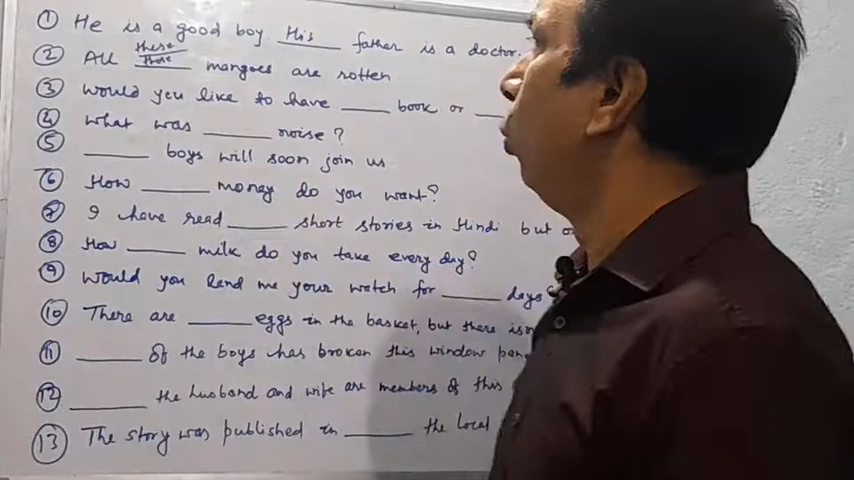 ① He is a good boy His father is a doctor.
these
② All those mangoes are rotten
③ Would you like to have ____ book or ____
④ What was ____ noise?
⑤ ____ boys will soon join us.
⑥ How ____ money do you want?
⑦ I have read ____ short stories in Hindi but
⑧ How ____ milk do you take every day?
⑨ Would you lend me your watch for ____ days
⑩ There are ____ eggs in the basket, but there is
⑪ ____ of the boys has broken this window
⑫ ____ the husband and wife are members of this
⑬ The story was published in ____ the local